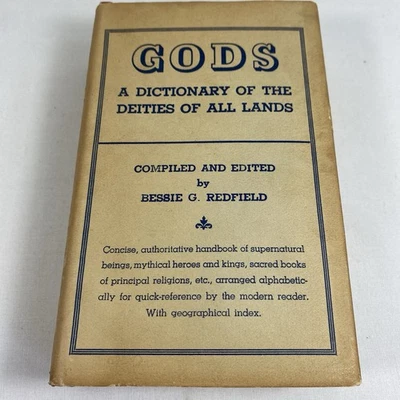 GODS
A DICTIONARY OF THE
DEITIES OF ALL LANDS
COMPILED AND EDITED
by
BESSIE G. REDFIELD
Concise, authoritative handbook of supernatural
beings, mythical heroes and kings, sacred books
of principal religions, etc., arranged alphabetic-
ally for quick-reference by the modern reader.
With geographical index.